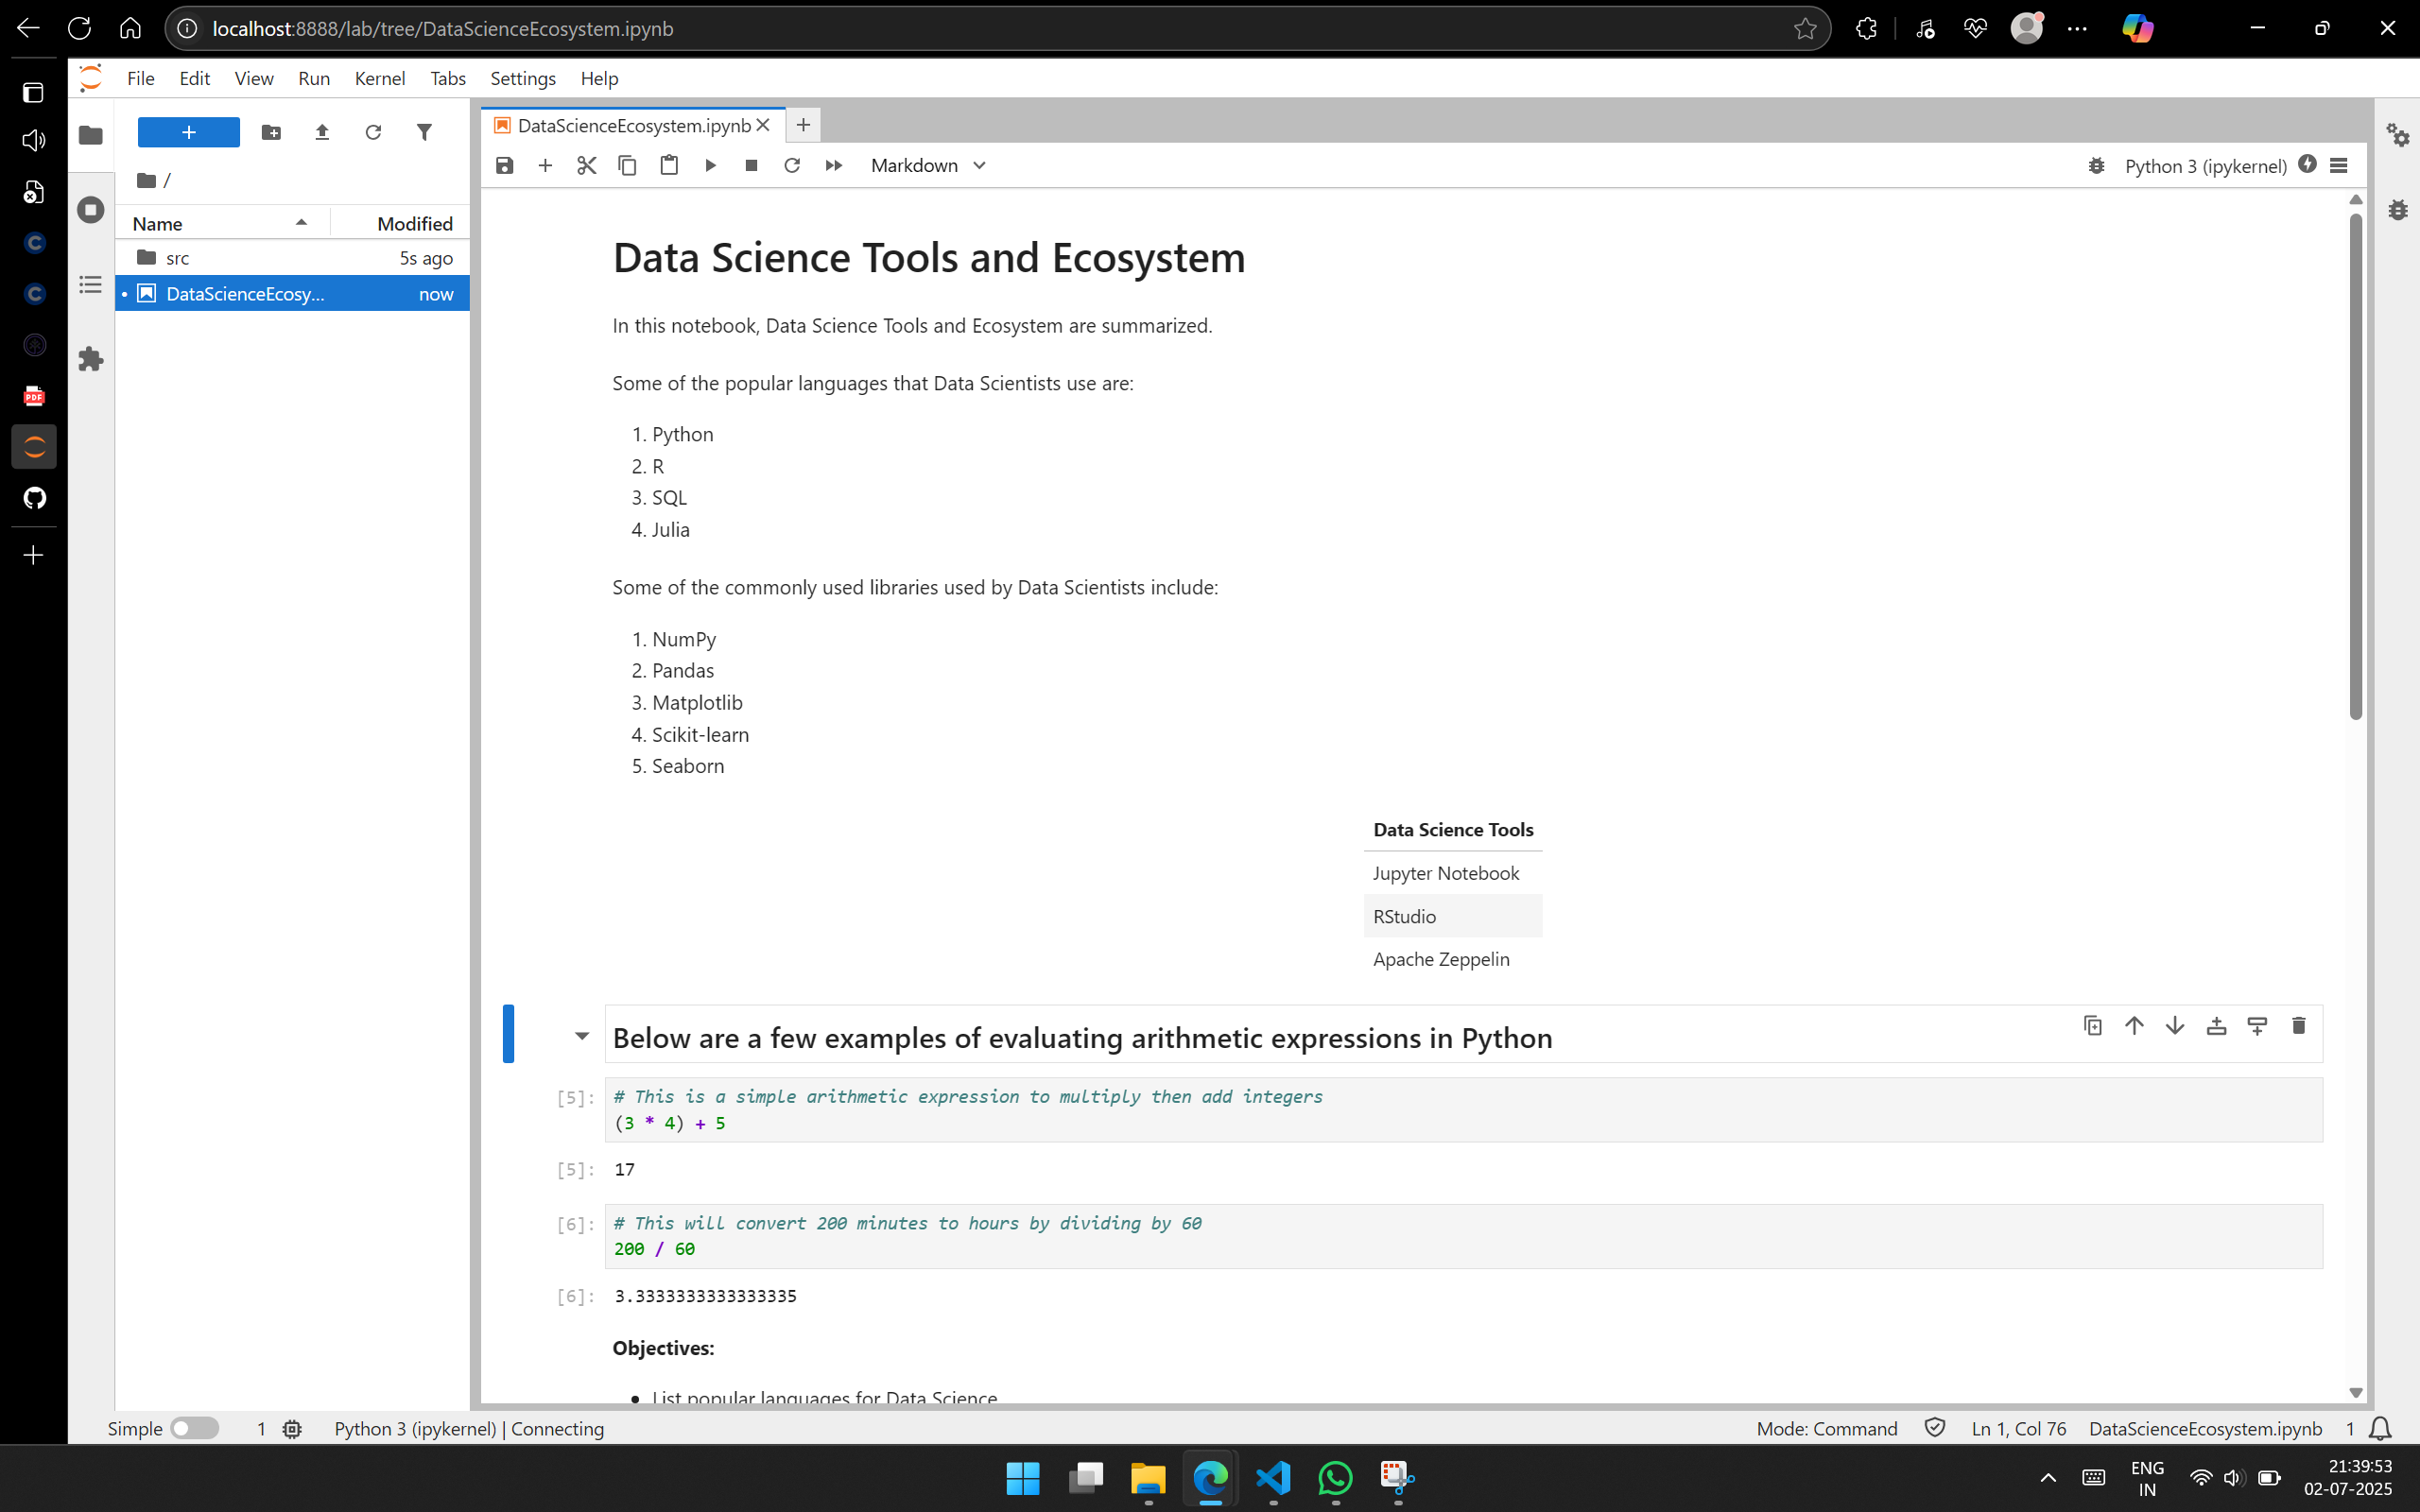 localhost:8888/lab/tree/DataScienceEcosystem.ipynb
File Edit View Run Kernel Tabs Settings Help
DataScienceEcosystem.ipynb
Markdown
Python 3 (ipykernel)
/
Name Modified
src 5s ago
DataScienceEcosy... now
Data Science Tools and Ecosystem
In this notebook, Data Science Tools and Ecosystem are summarized.
Some of the popular languages that Data Scientists use are:
1. Python
2. R
3. SQL
4. Julia
Some of the commonly used libraries used by Data Scientists include:
1. NumPy
2. Pandas
3. Matplotlib
4. Scikit-learn
5. Seaborn
Data Science Tools
Jupyter Notebook
RStudio
Apache Zeppelin
Below are a few examples of evaluating arithmetic expressions in Python
[5]: # This is a simple arithmetic expression to multiply then add integers
(3 * 4) + 5
[5]: 17
[6]: # This will convert 200 minutes to hours by dividing by 60
200 / 60
[6]: 3.3333333333333335
Objectives:
• List popular languages for Data Science
Simple 1 Python 3 (ipykernel) | Connecting Mode: Command Ln 1, Col 76 DataScienceEcosystem.ipynb 1
PDF
ENG
IN
21:39:53
02-07-2025